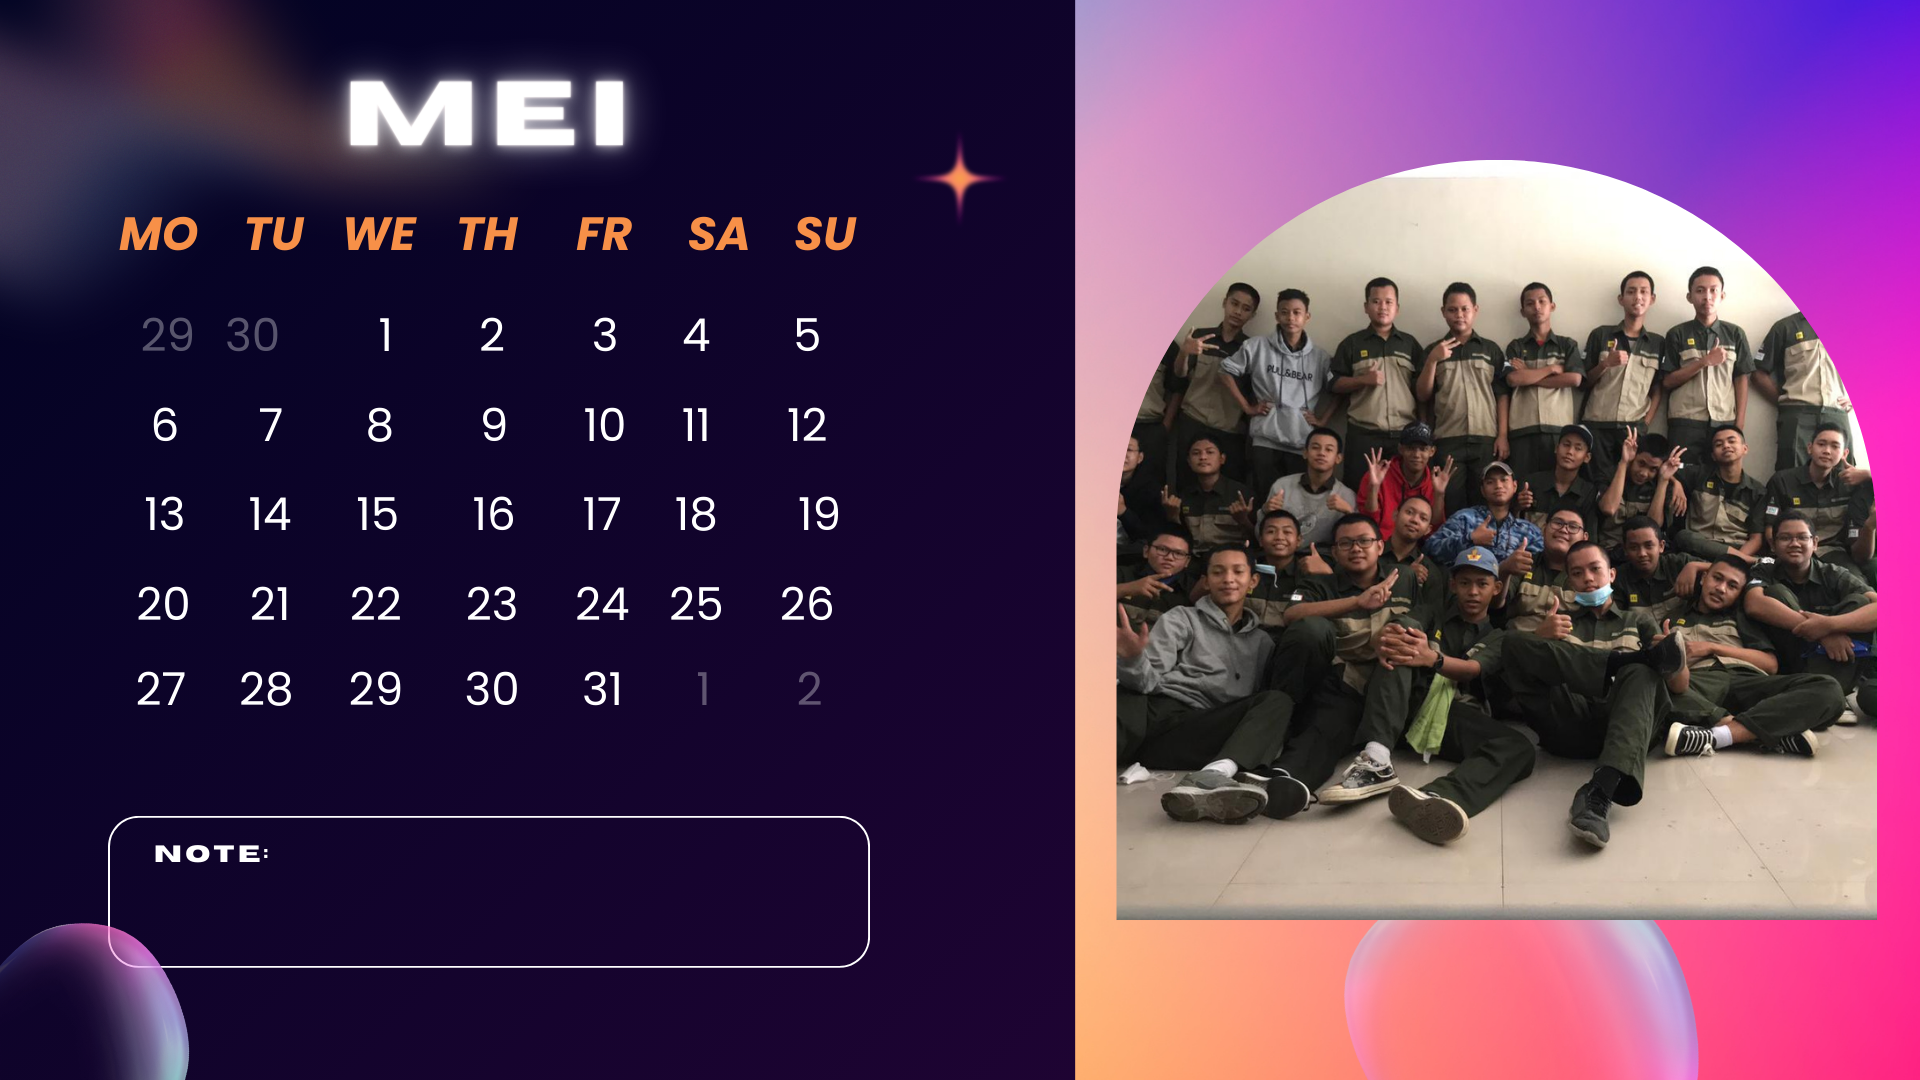 MEI
MO TU WE TH FR SA SU
29 30 1 2 3 4 5
6 7 8 9 10 11 12
13 14 15 16 17 18 19
20 21 22 23 24 25 26
27 28 29 30 31 1 2
NOTE:
PULL&BEAR